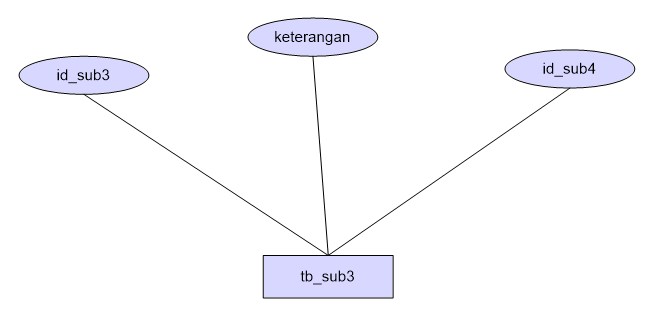 keterangan
id_sub3
id_sub4
tb_sub3